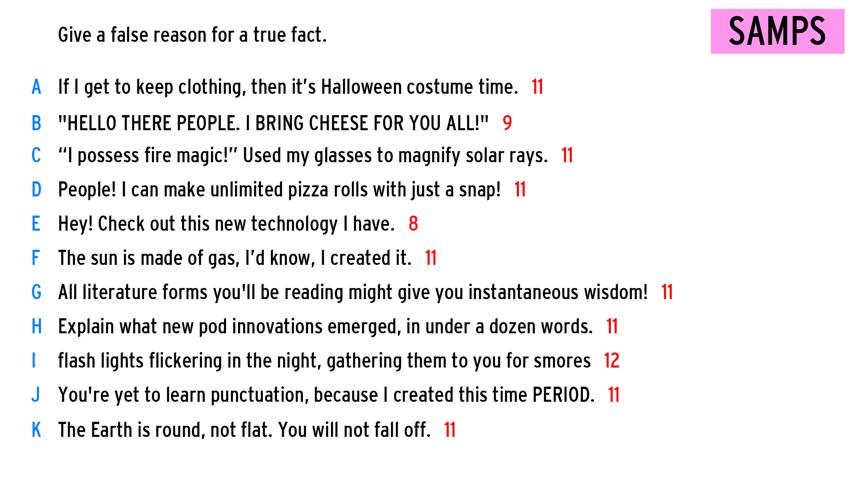 Give a false reason for a true fact.
SAMPS
A If I get to keep clothing, then it's Halloween costume time. 11
B "HELLO THERE PEOPLE. I BRING CHEESE FOR YOU ALL!" 9
C “I possess fire magic!” Used my glasses to magnify solar rays. 11
D People! I can make unlimited pizza rolls with just a snap! 11
E Hey! Check out this new technology I have. 8
F The sun is made of gas, I'd know, I created it. 11
G All literature forms you'll be reading might give you instantaneous wisdom! 11
H Explain what new pod innovations emerged, in under a dozen words. 11
I flash lights flickering in the night, gathering them to you for smores 12
J You're yet to learn punctuation, because I created this time PERIOD. 11
K The Earth is round, not flat. You will not fall off. 11